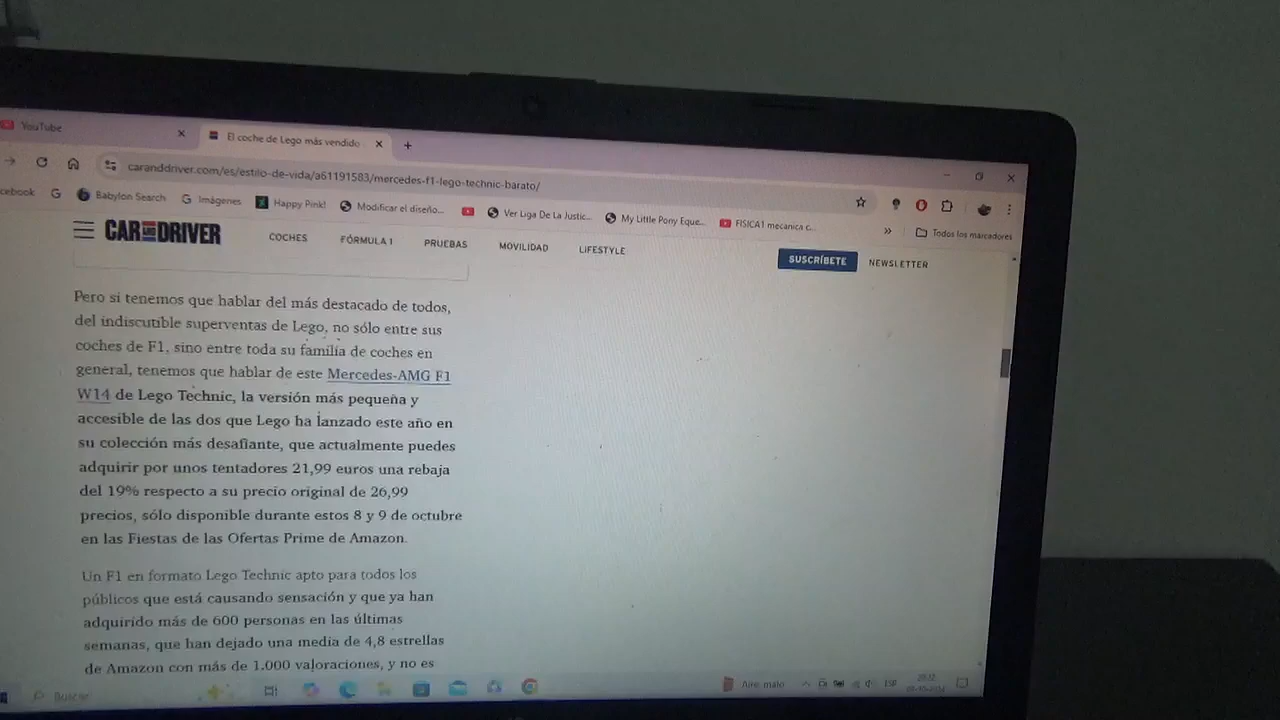 YouTube
El coche de Lego más vendido
caranddriver.com/es/estilo-de-vida/a61191583/mercedes-f1-lego-technic-barato/
cebook
Babylon Search
Imágenes
Happy Pink!
Modificar el diseño...
Ver Liga De La Justic...
My Little Pony Eque...
FISICA1 mecanica c...
Todos los marcadores
CAR AND DRIVER
COCHES
FÓRMULA 1
PRUEBAS
MOVILIDAD
LIFESTYLE
SUSCRÍBETE
NEWSLETTER
Pero si tenemos que hablar del más destacado de todos,
del indiscutible superventas de Lego, no sólo entre sus
coches de F1, sino entre toda su familia de coches en
general, tenemos que hablar de este Mercedes-AMG F1
W14 de Lego Technic, la versión más pequeña y
accesible de las dos que Lego ha lanzado este año en
su colección más desafiante, que actualmente puedes
adquirir por unos tentadores 21,99 euros una rebaja
del 19% respecto a su precio original de 26,99
precios, sólo disponible durante estos 8 y 9 de octubre
en las Fiestas de las Ofertas Prime de Amazon.
Un F1 en formato Lego Technic apto para todos los
públicos que está causando sensación y que ya han
adquirido más de 600 personas en las últimas
semanas, que han dejado una media de 4,8 estrellas
de Amazon con más de 1.000 valoraciones, y no es
Buscar
Aire malo
ESP